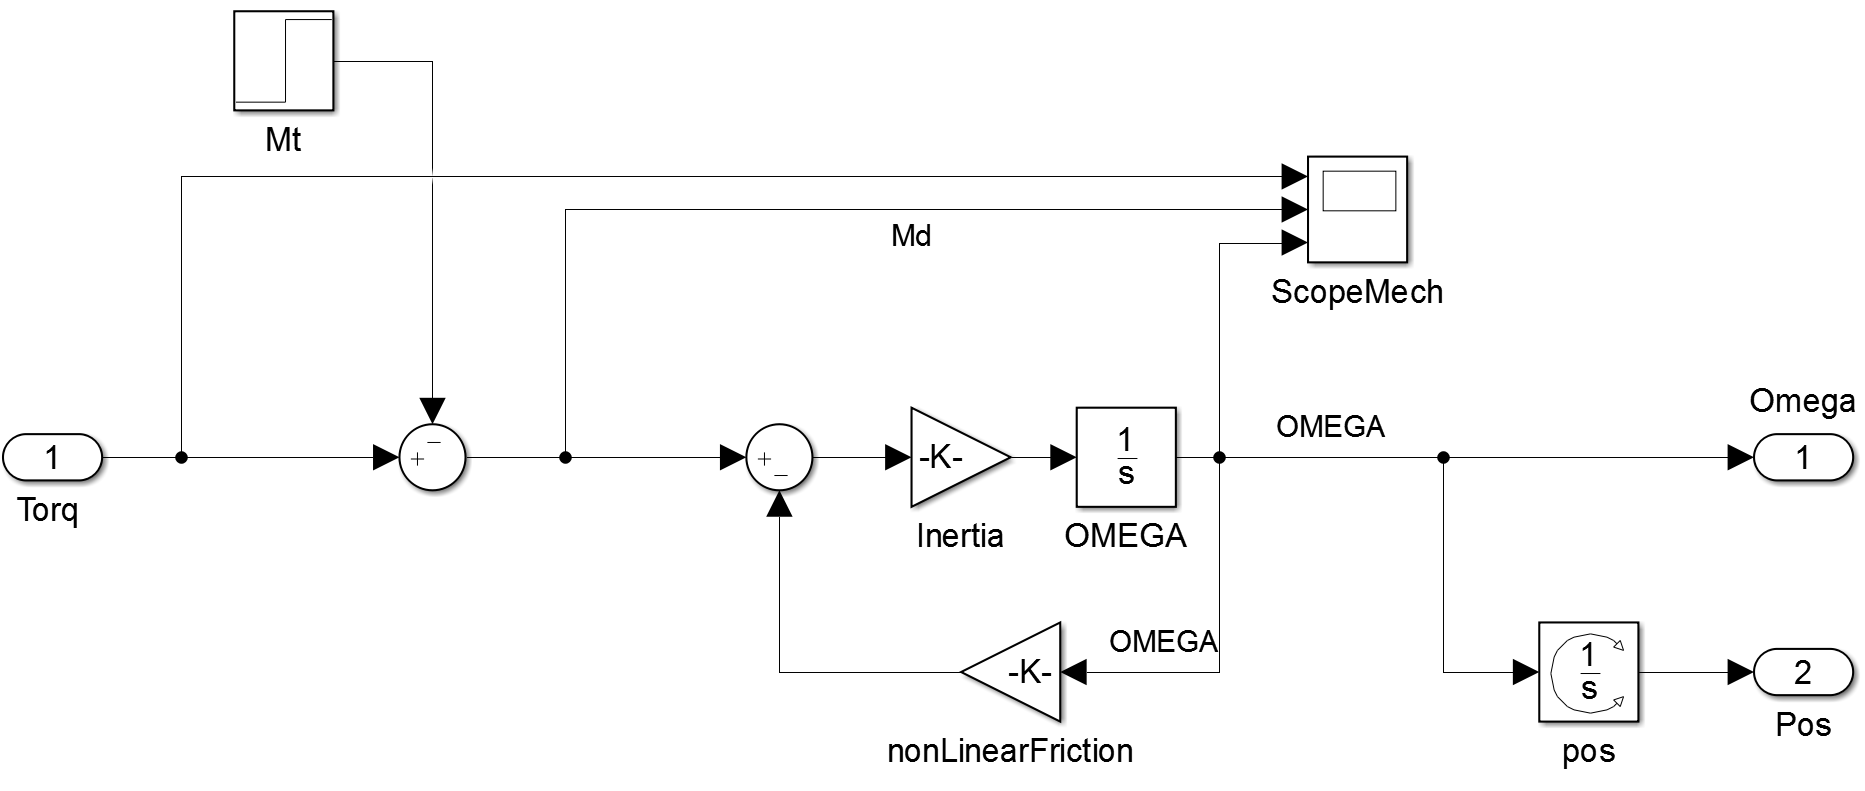 Mt
Md
ScopeMech
1
Torq
+
−
+
−
-K-
Inertia
1
s
OMEGA
OMEGA
Omega
1
OMEGA
-K-
nonLinearFriction
1
s
pos
2
Pos